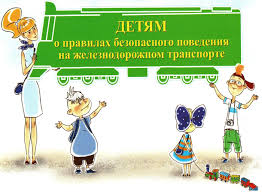 ДЕТЯМ
о правилах безопасного поведения
на железнодорожном транспорте